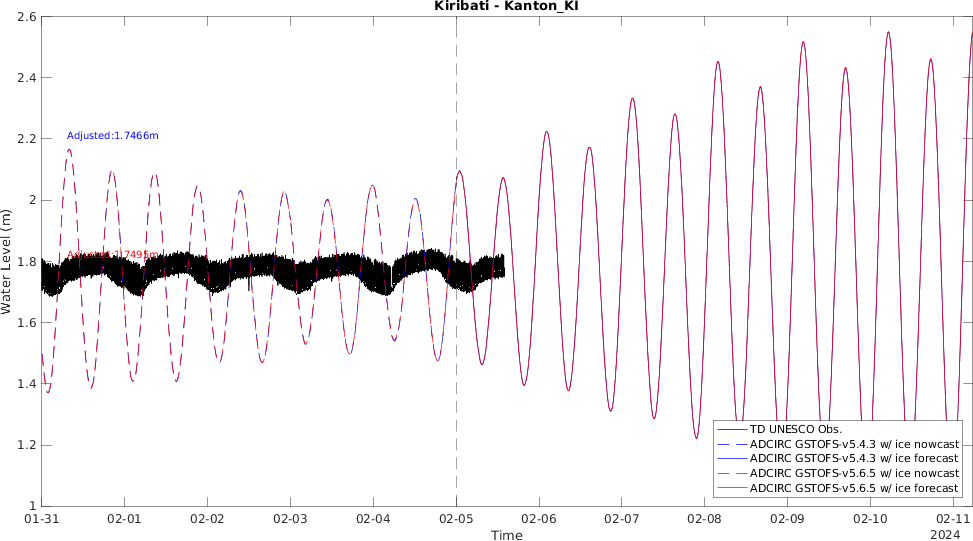 Kiribati - Kanton_KI
2.6
2.4
2.2
2
1.8
1.6
1.4
1.2
1
Water Level (m)
Adjusted:1.7466m
Adjusted:1.7495m
TD UNESCO Obs.
ADCIRC GSTOFS-v5.4.3 w/ ice nowcast
ADCIRC GSTOFS-v5.4.3 w/ ice forecast
ADCIRC GSTOFS-v5.6.5 w/ ice nowcast
ADCIRC GSTOFS-v5.6.5 w/ ice forecast
01-31 02-01 02-02 02-03 02-04 02-05 02-06 02-07 02-08 02-09 02-10 02-11
Time
2024